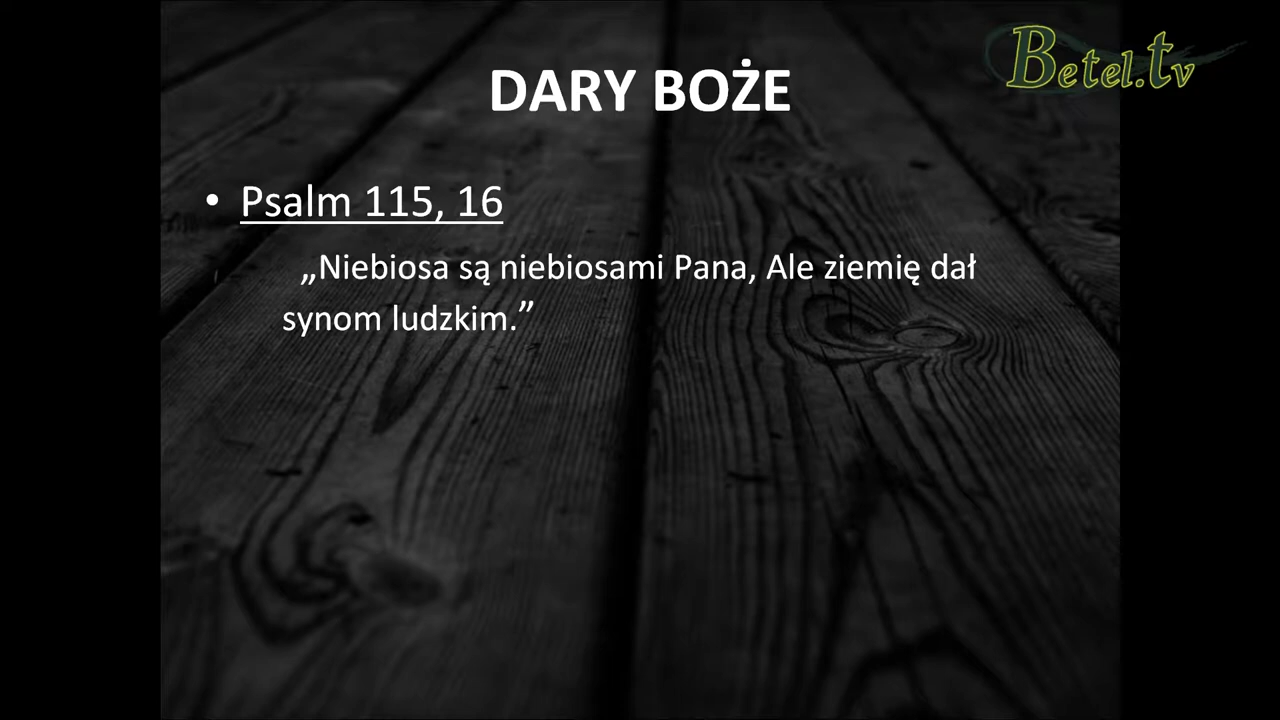 Betel.tv
DARY BOŻE
• Psalm 115, 16
„Niebiosa są niebiosami Pana, Ale ziemię dał
synom ludzkim.”